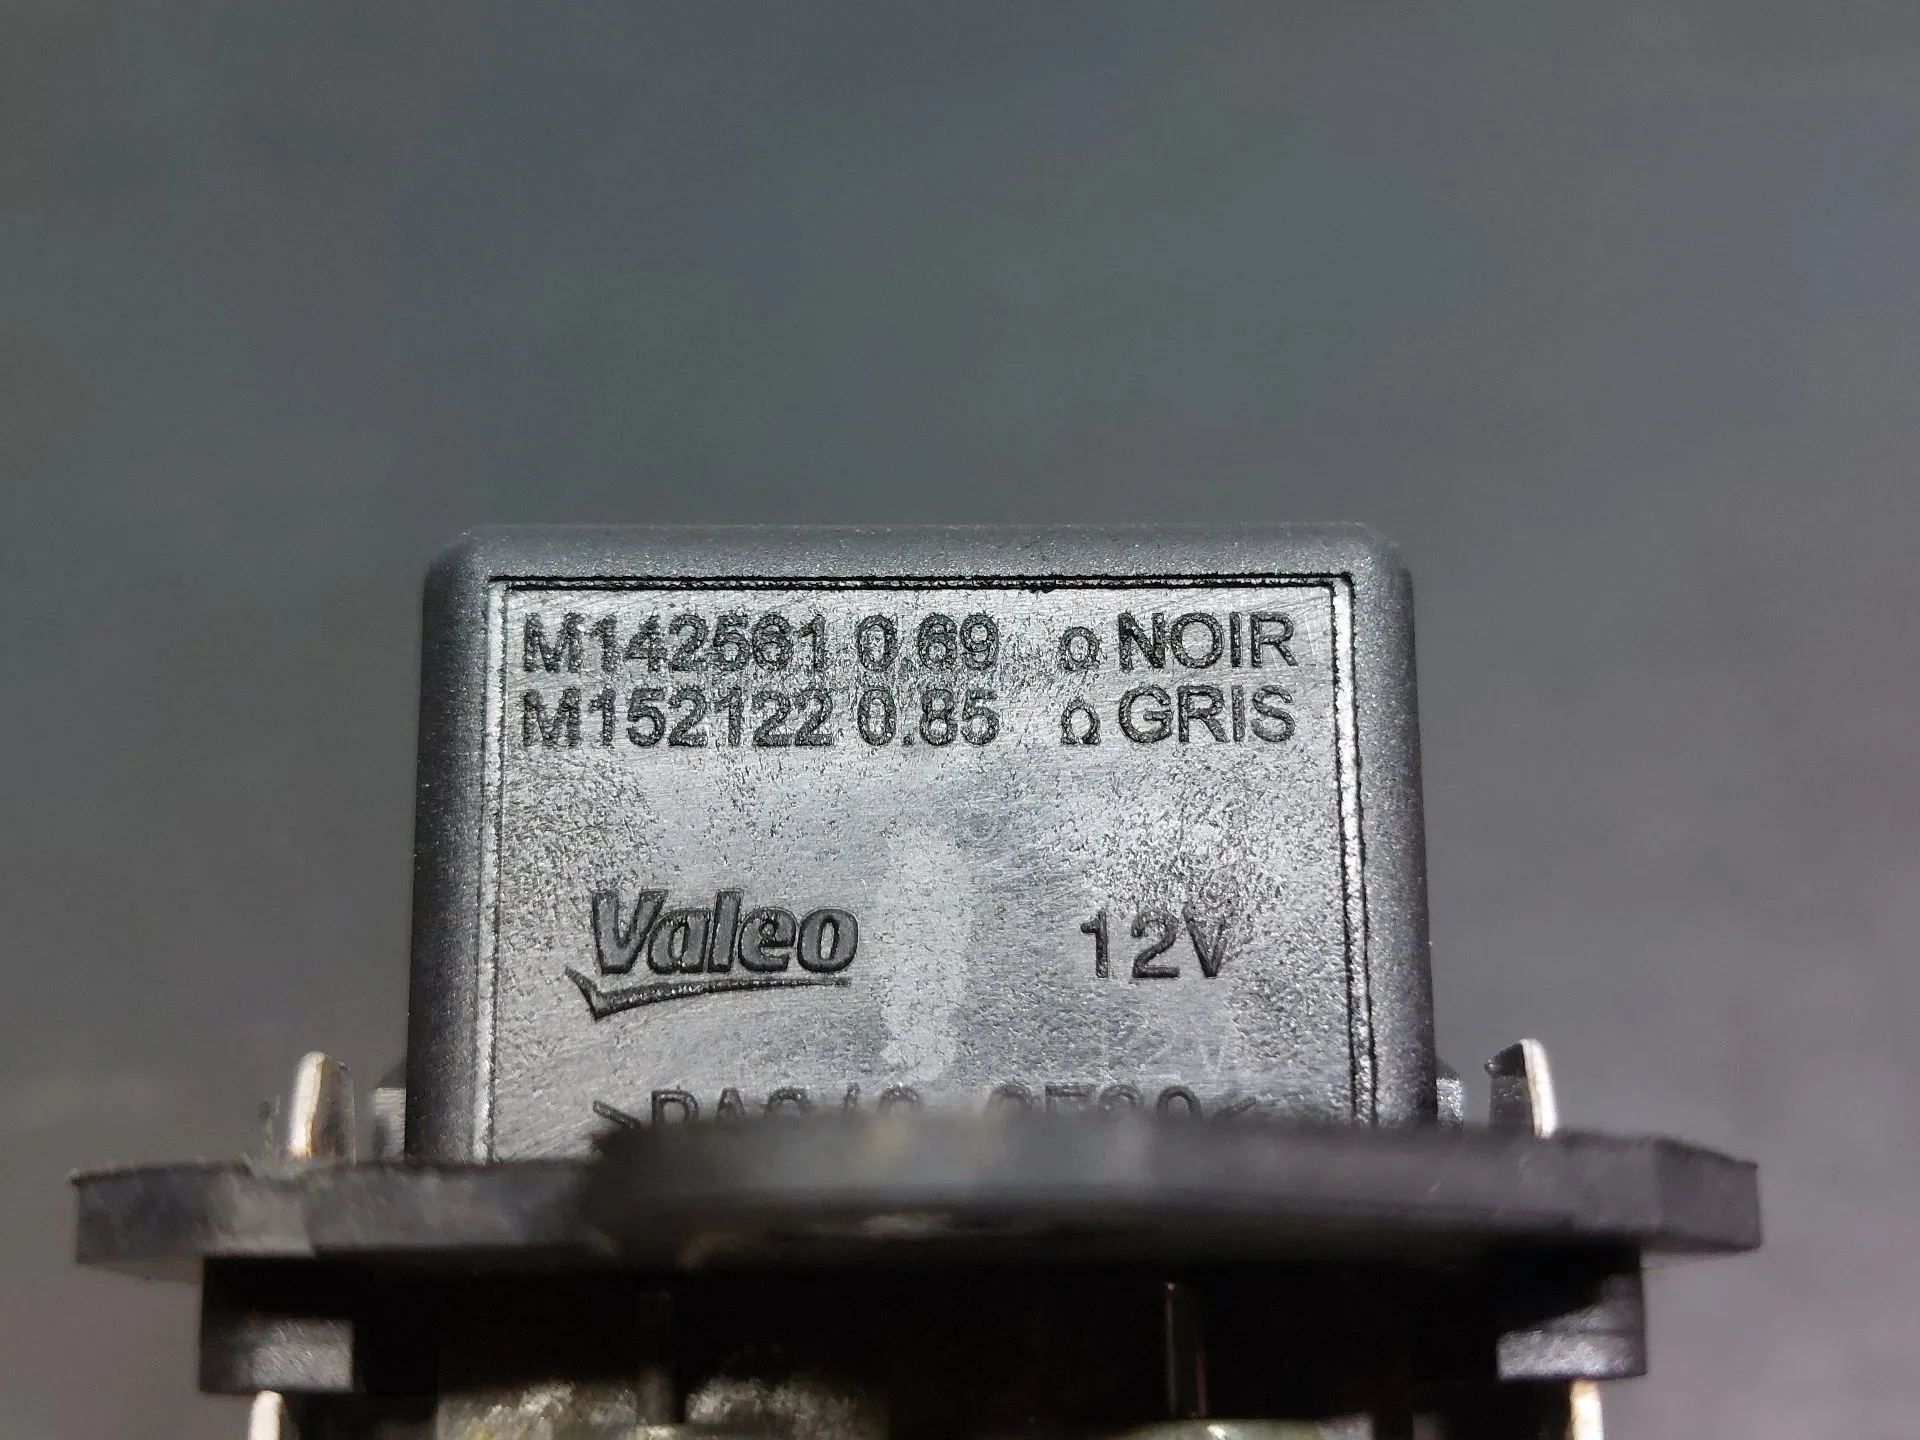 M142561 0.69 Ω NOIR
M152122 0.85 Ω GRIS
Valeo 12V